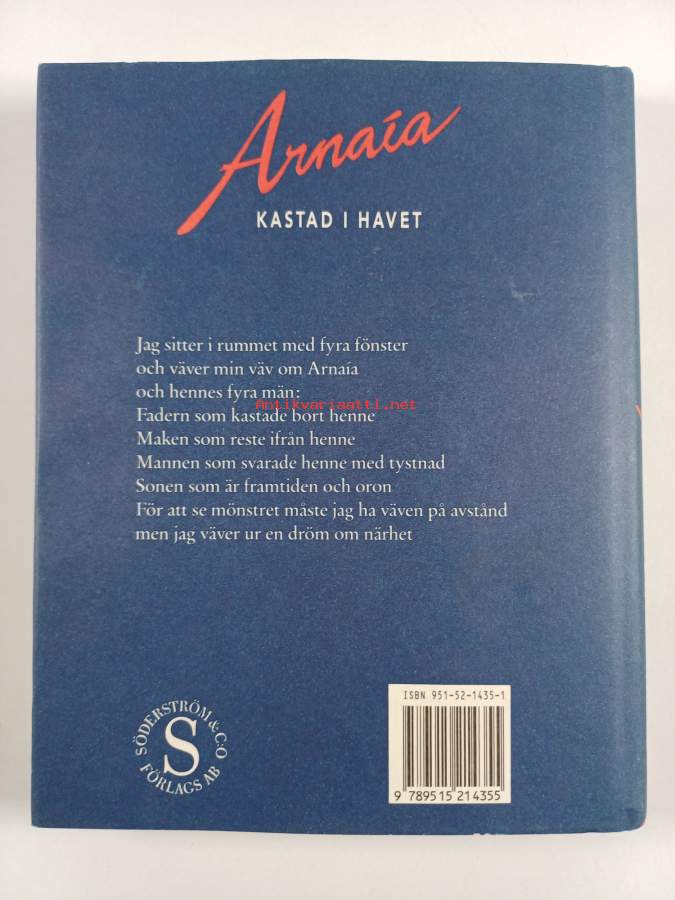 Arnaía
KASTAD I HAVET
Jag sitter i rummet med fyra fönster
och väver min väv om Arnaía
och hennes fyra män:
Antikvariaatti.net
Fadern som kastade bort henne
Maken som reste ifrån henne
Mannen som svarade henne med tystnad
Sonen som är framtiden och oron
För att se mönstret måste jag ha väven på avstånd
men jag väver ur en dröm om närhet
ISBN 951-52-1435-1
9 789515 214355
SÖDERSTRÖM & C:O
S
FÖRLAGS AB